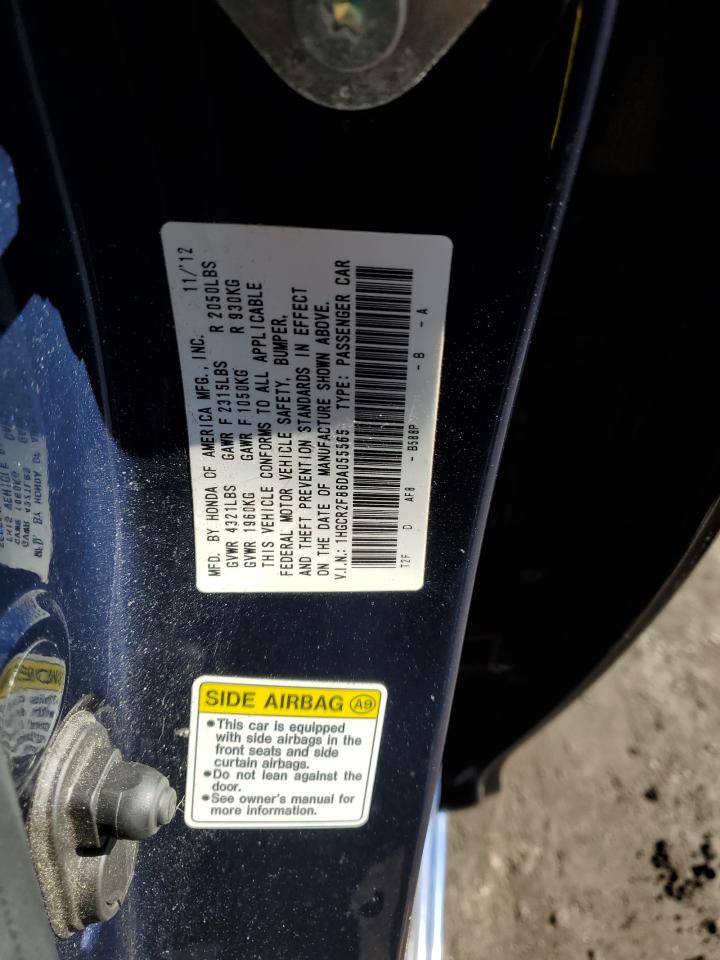 MFD. BY HONDA OF AMERICA MFG., INC. 11/'12
GVWR 4321LBS GAWR F 2315LBS R 2050LBS
GVWR 1960KG GAWR F 1050KG R 930KG
THIS VEHICLE CONFORMS TO ALL APPLICABLE
FEDERAL MOTOR VEHICLE SAFETY, BUMPER,
AND THEFT PREVENTION STANDARDS IN EFFECT
ON THE DATE OF MANUFACTURE SHOWN ABOVE.
V.I.N.: 1HGCR2F86DA055565 TYPE: PASSENGER CAR
T2F D AF8 - B588P - B - A
SIDE AIRBAG A9
•This car is equipped
with side airbags in the
front seats and side
curtain airbags.
•Do not lean against the
door.
•See owner's manual for
more information.